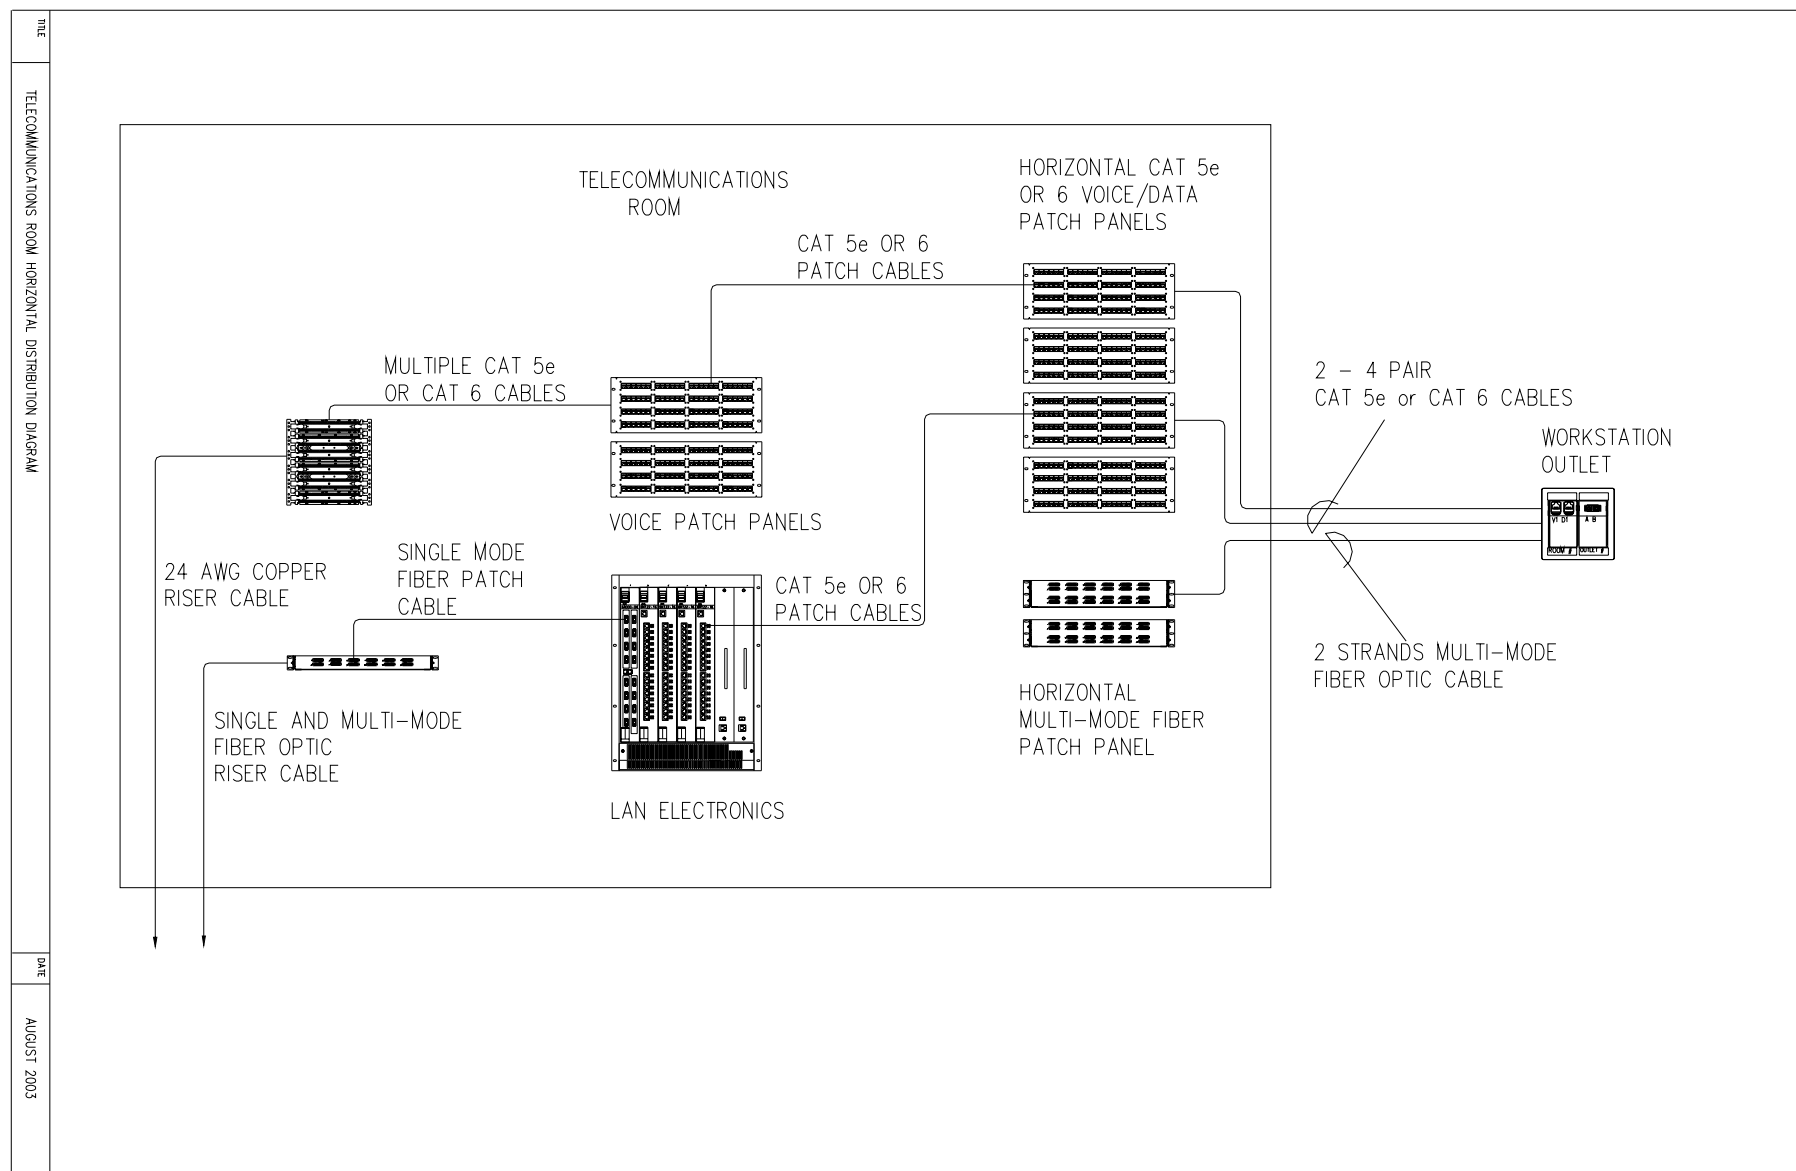 TITLE
TELECOMMUNICATIONS ROOM HORIZONTAL DISTRIBUTION DIAGRAM
DATE
AUGUST 2003
TELECOMMUNICATIONS
ROOM
HORIZONTAL CAT 5e
OR 6 VOICE/DATA
PATCH PANELS
CAT 5e OR 6
PATCH CABLES
MULTIPLE CAT 5e
OR CAT 6 CABLES
2 - 4 PAIR
CAT 5e or CAT 6 CABLES
WORKSTATION
OUTLET
V1 D1
A B
ROOM #
OUTLET #
VOICE PATCH PANELS
24 AWG COPPER
RISER CABLE
SINGLE MODE
FIBER PATCH
CABLE
CAT 5e OR 6
PATCH CABLES
2 STRANDS MULTI-MODE
FIBER OPTIC CABLE
SINGLE AND MULTI-MODE
FIBER OPTIC
RISER CABLE
HORIZONTAL
MULTI-MODE FIBER
PATCH PANEL
LAN ELECTRONICS